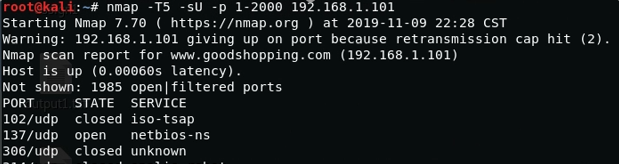 root@kali:~# nmap -T5 -sU -p 1-2000 192.168.1.101
Starting Nmap 7.70 ( https://nmap.org ) at 2019-11-09 22:28 CST
Warning: 192.168.1.101 giving up on port because retransmission cap hit (2).
Nmap scan report for www.goodshopping.com (192.168.1.101)
Host is up (0.00060s latency).
Not shown: 1985 open|filtered ports
PORT STATE SERVICE
102/udp closed iso-tsap
137/udp open netbios-ns
306/udp closed unknown